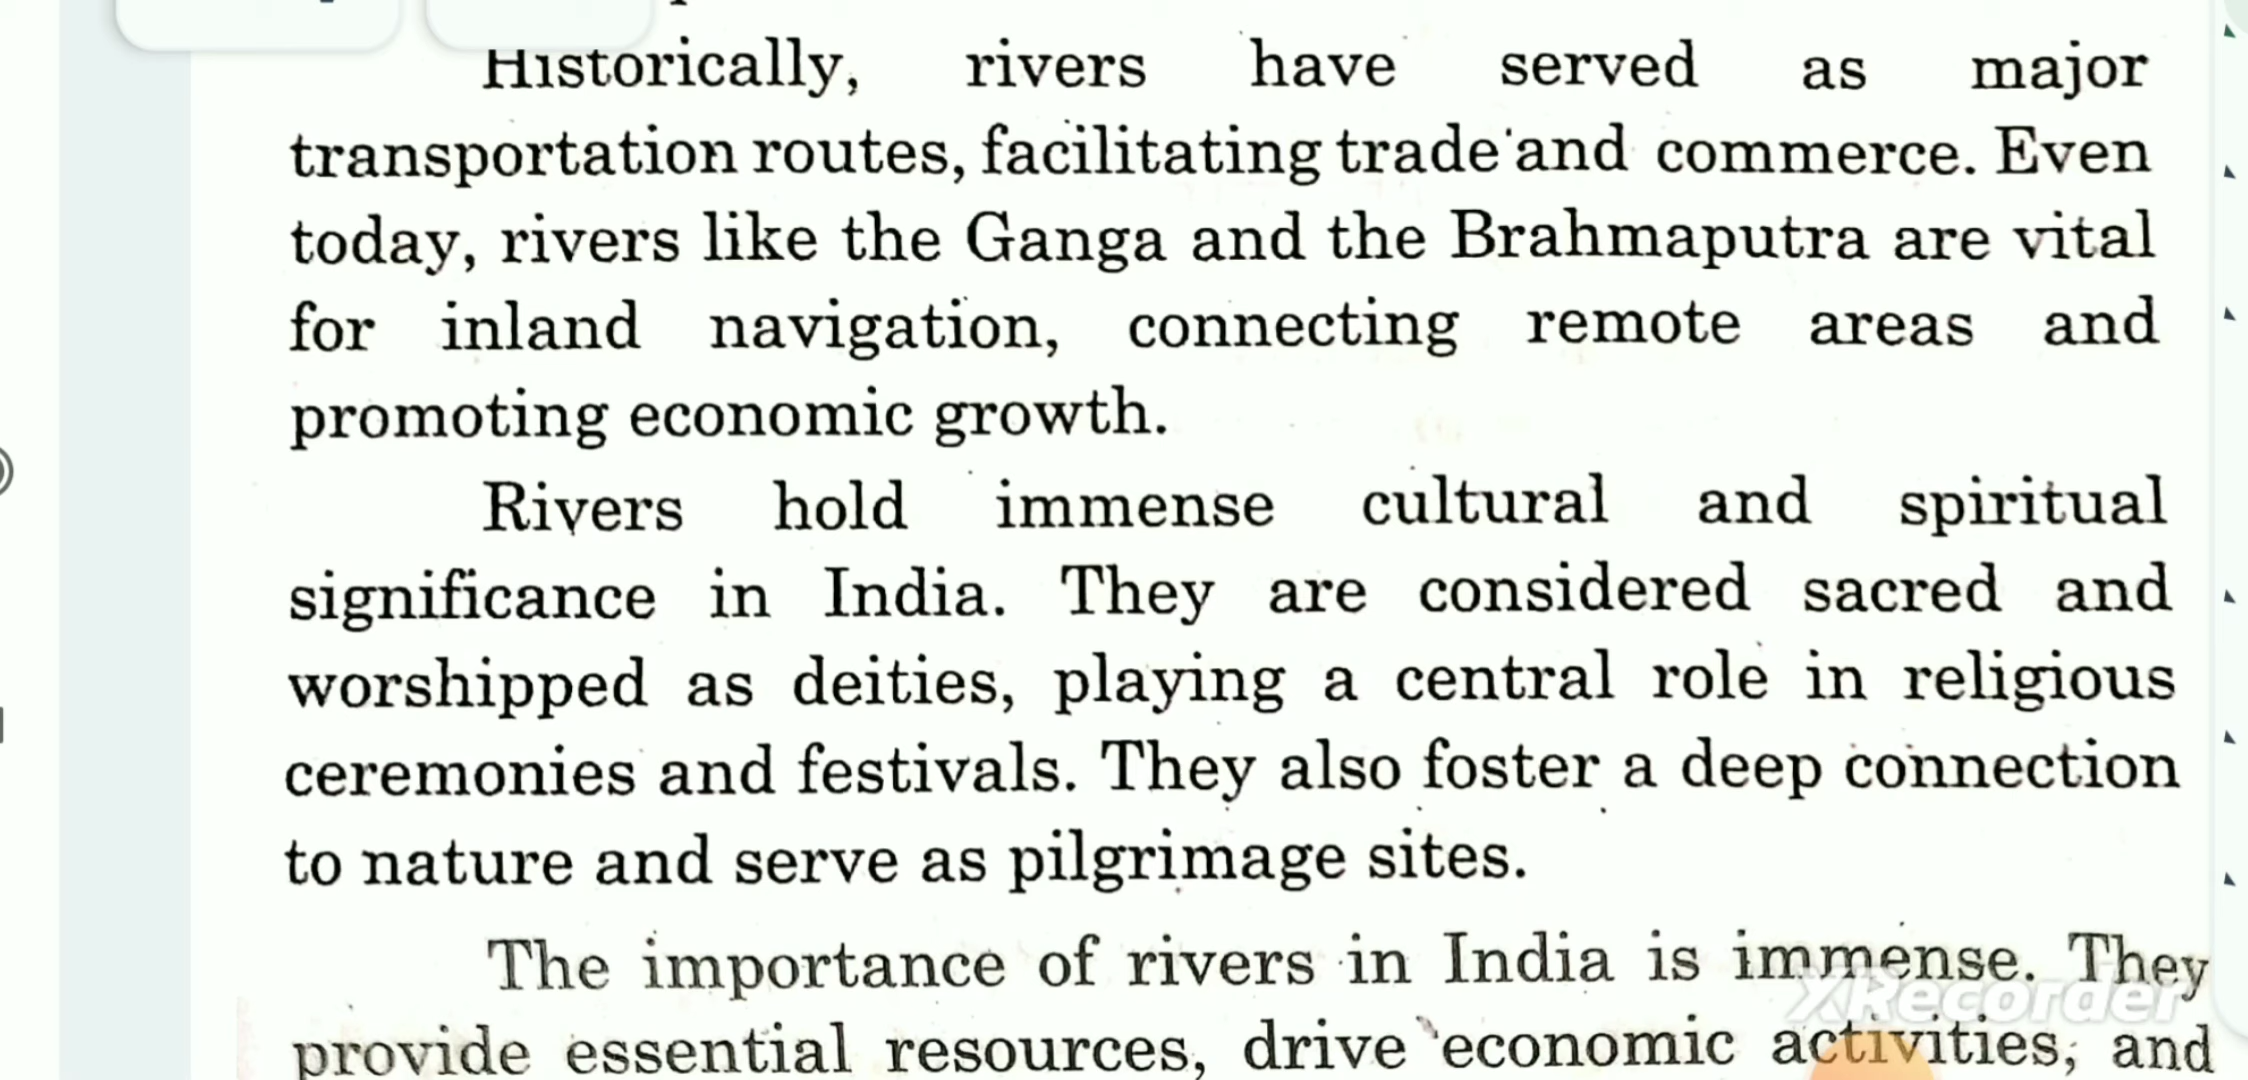 Historically, rivers have served as major
transportation routes, facilitating trade and commerce. Even
today, rivers like the Ganga and the Brahmaputra are vital
for inland navigation, connecting remote areas and
promoting economic growth.
Rivers hold immense cultural and spiritual
significance in India. They are considered sacred and
worshipped as deities, playing a central role in religious
ceremonies and festivals. They also foster a deep connection
to nature and serve as pilgrimage sites.
The importance of rivers in India is immense. They
XRecorder
provide essential resources, drive economic activities, and